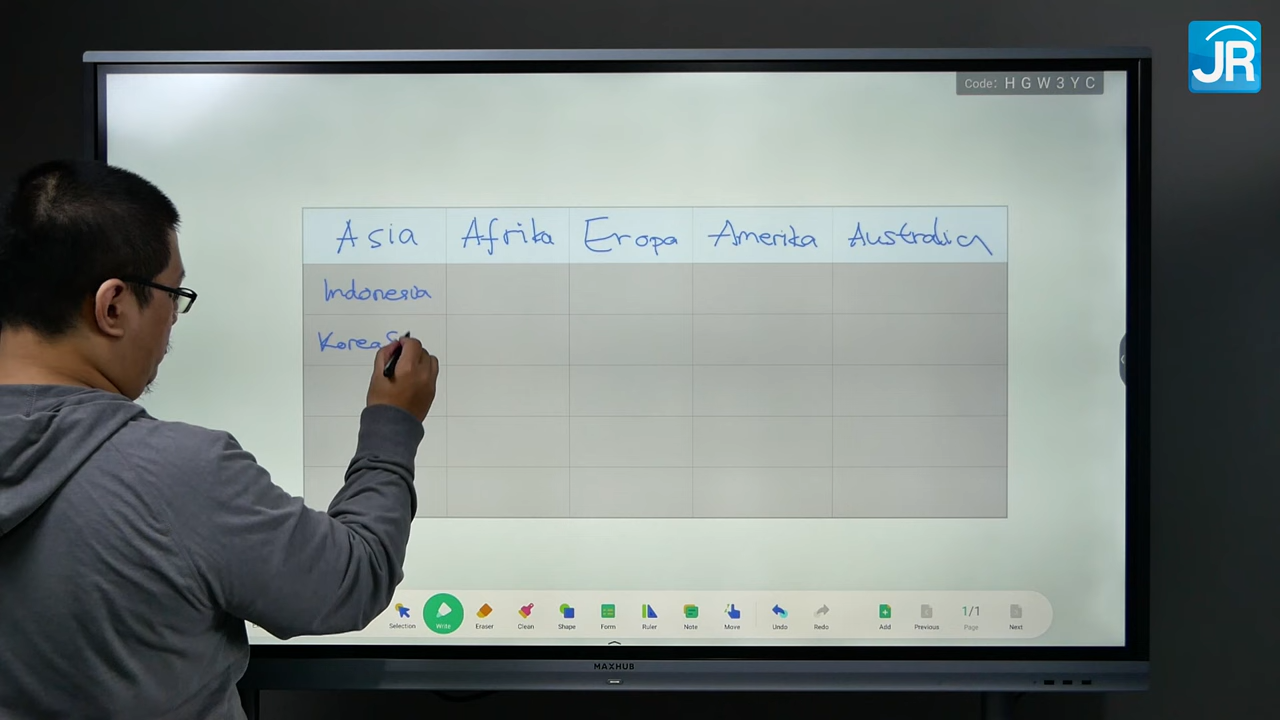 JR
Code: HGW3YC
Asia Afrika Eropa Amerika Australia
Indonesia
Korea S
Selection Write Eraser Clean Shape Form Ruler Note Move Undo Redo Add Previous 1/1 Page Next
MAXHUB